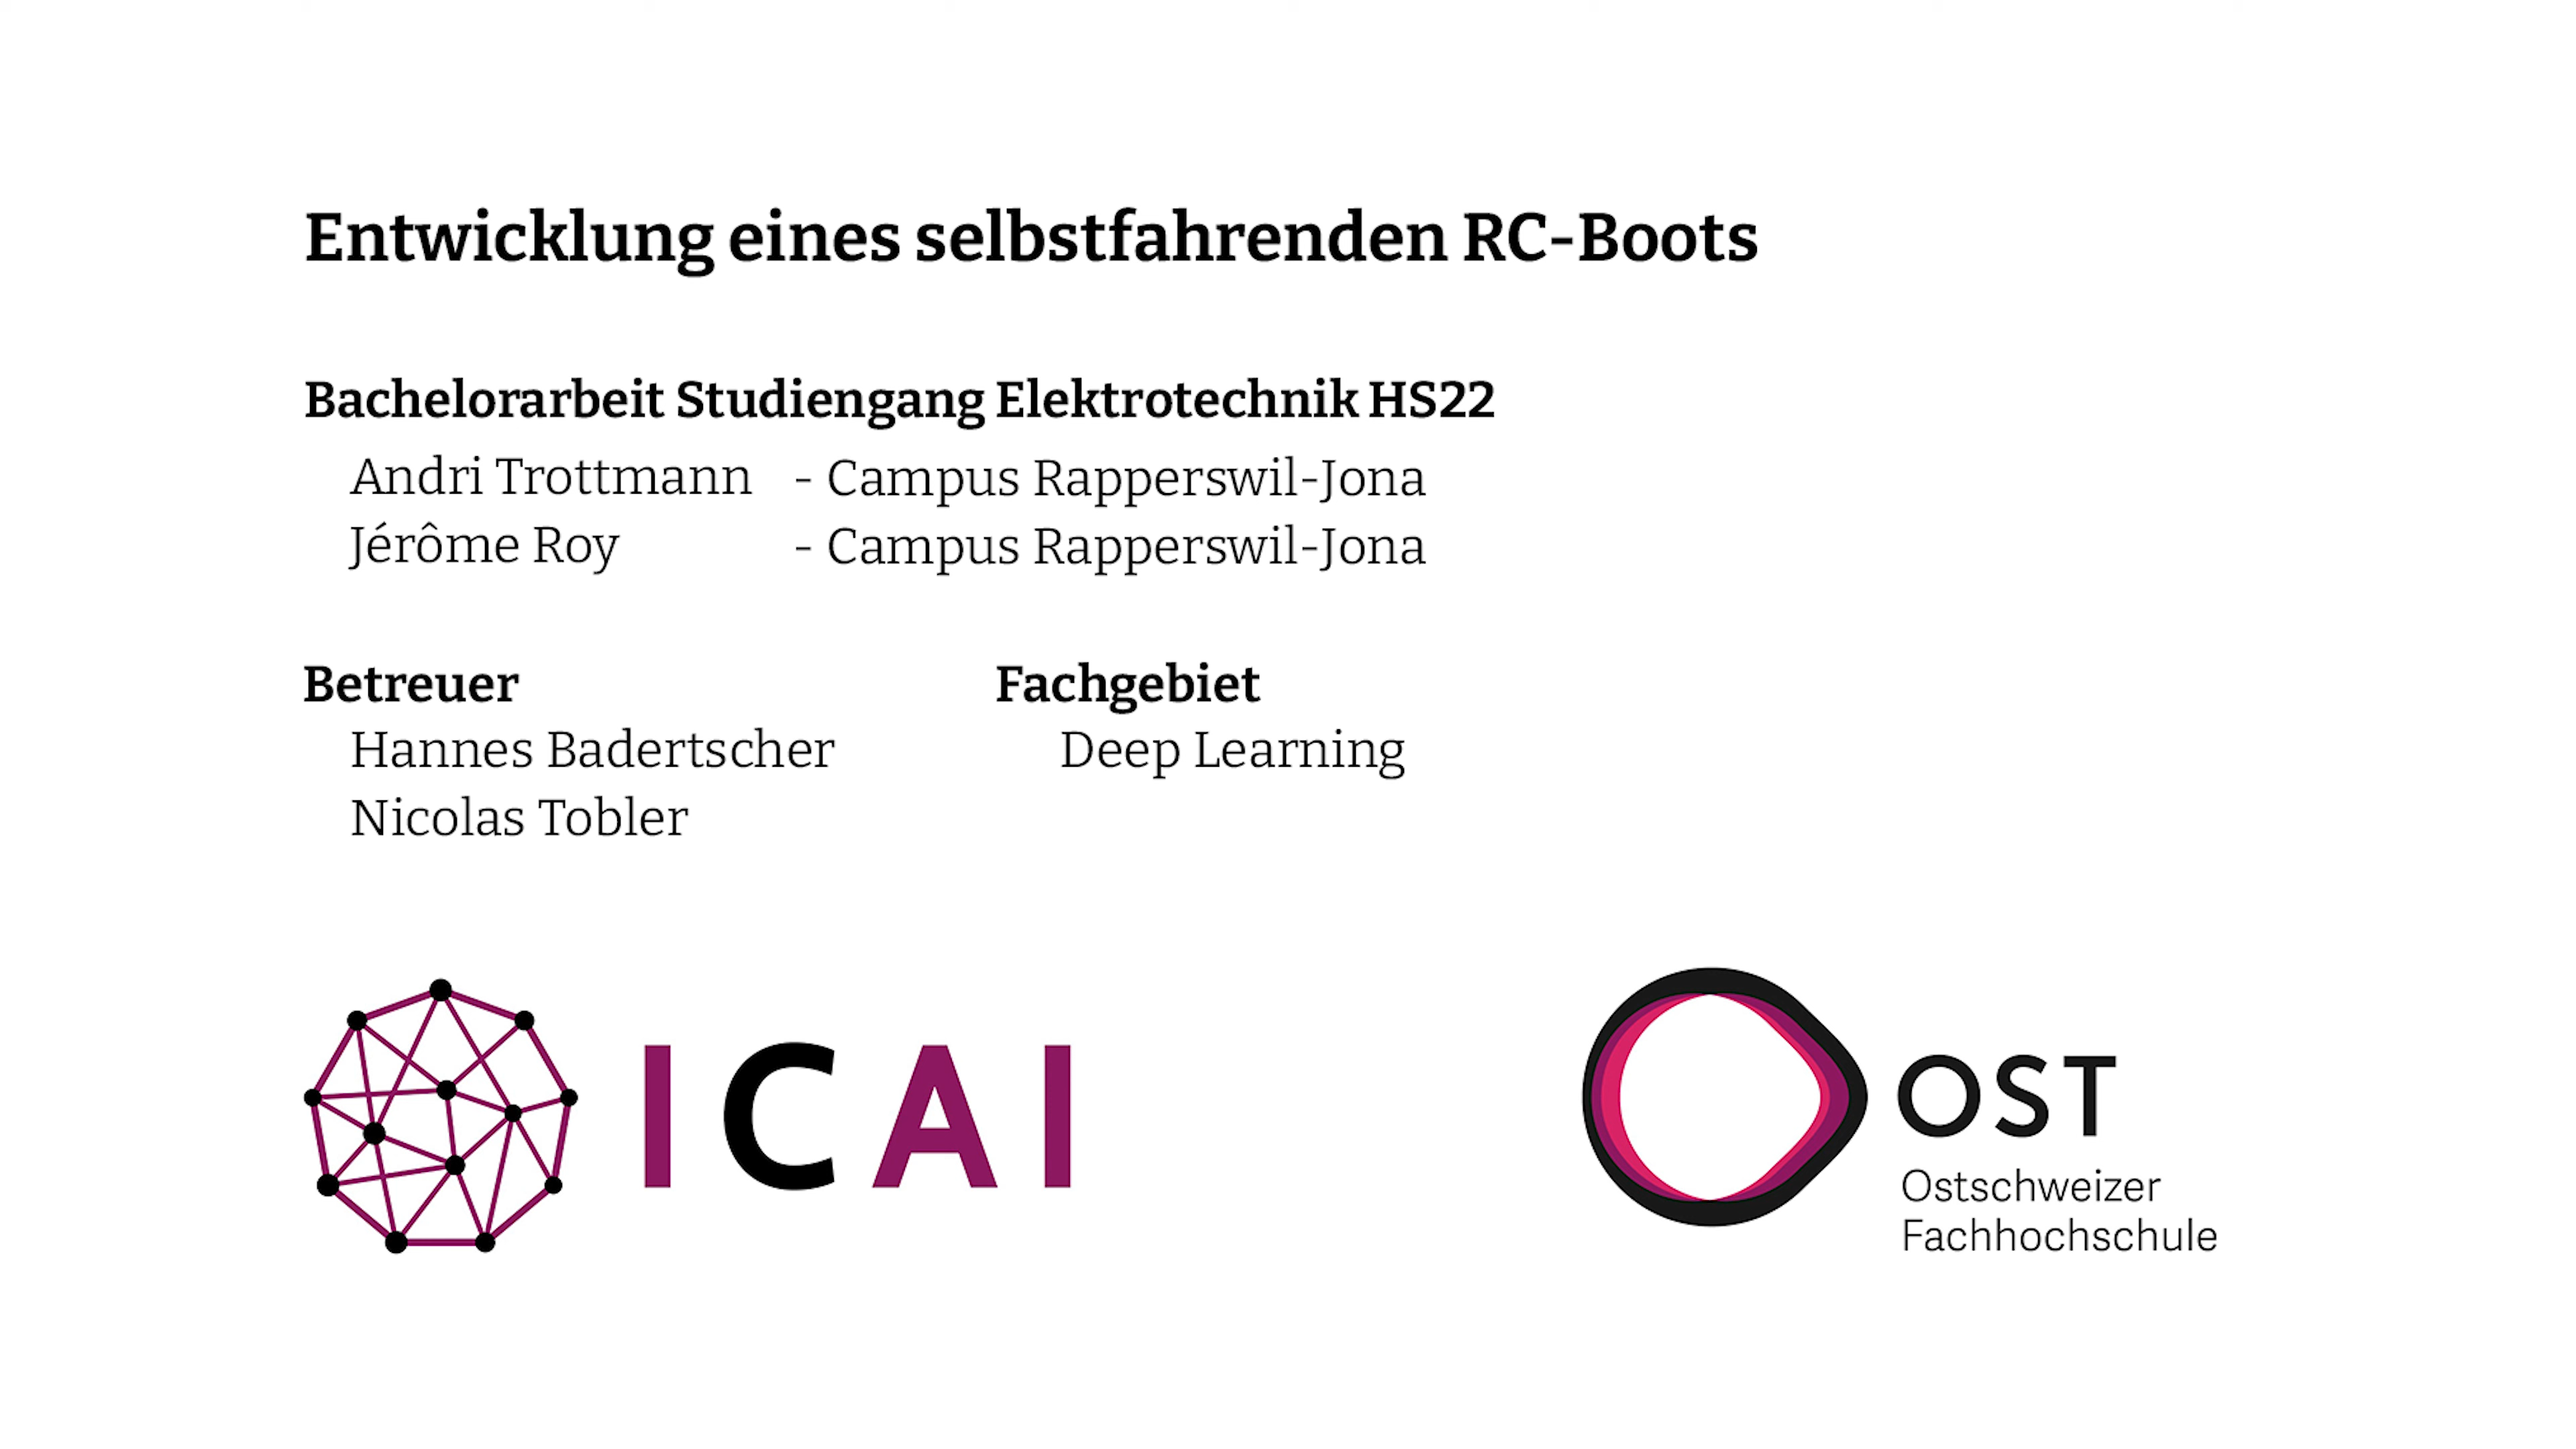 Entwicklung eines selbstfahrenden RC-Boots
Bachelorarbeit Studiengang Elektrotechnik HS22
Andri Trottmann - Campus Rapperswil-Jona
Jérôme Roy - Campus Rapperswil-Jona
Betreuer
Hannes Badertscher
Nicolas Tobler
Fachgebiet
Deep Learning
ICAI
OST
Ostschweizer
Fachhochschule